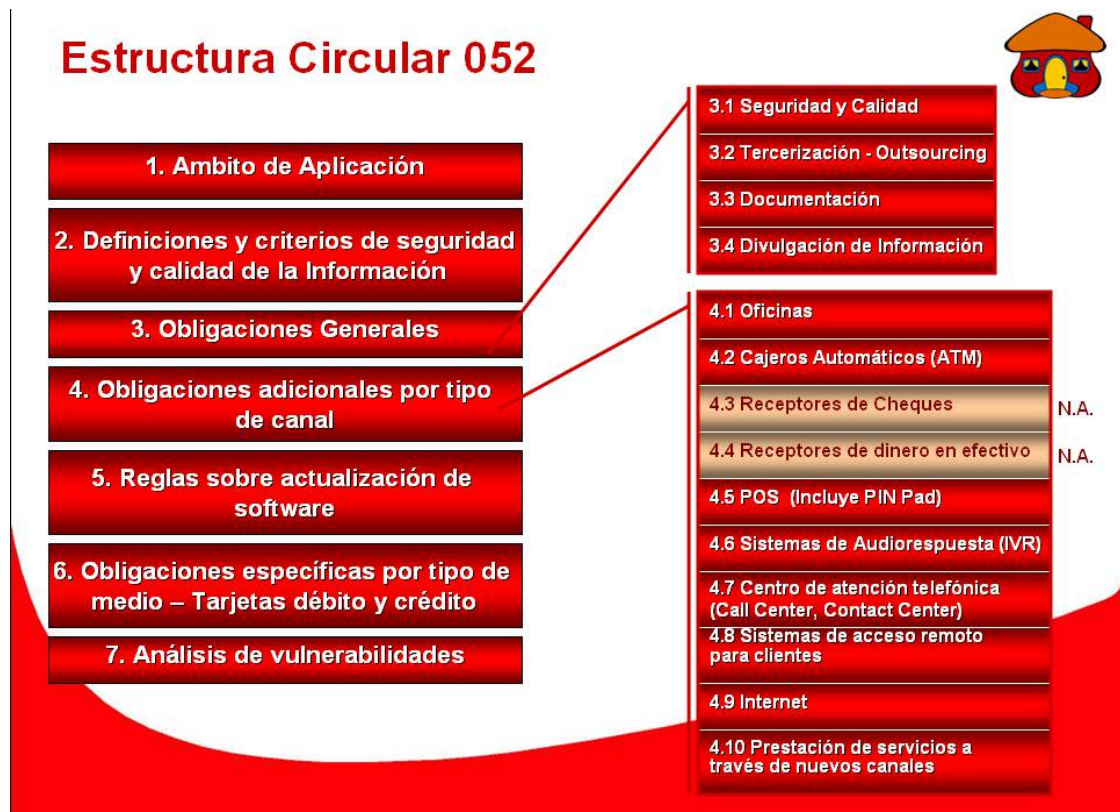 Estructura Circular 052
1. Ambito de Aplicación
2. Definiciones y criterios de seguridad
y calidad de la Información
3. Obligaciones Generales
4. Obligaciones adicionales por tipo
de canal
5. Reglas sobre actualización de
software
6. Obligaciones específicas por tipo de
medio – Tarjetas débito y crédito
7. Análisis de vulnerabilidades
3.1 Seguridad y Calidad
3.2 Tercerización - Outsourcing
3.3 Documentación
3.4 Divulgación de Información
4.1 Oficinas
4.2 Cajeros Automáticos (ATM)
4.3 Receptores de Cheques
N.A.
4.4 Receptores de dinero en efectivo
N.A.
4.5 POS (Incluye PIN Pad)
4.6 Sistemas de Audiorespuesta (IVR)
4.7 Centro de atención telefónica
(Call Center, Contact Center)
4.8 Sistemas de acceso remoto
para clientes
4.9 Internet
4.10 Prestación de servicios a
través de nuevos canales